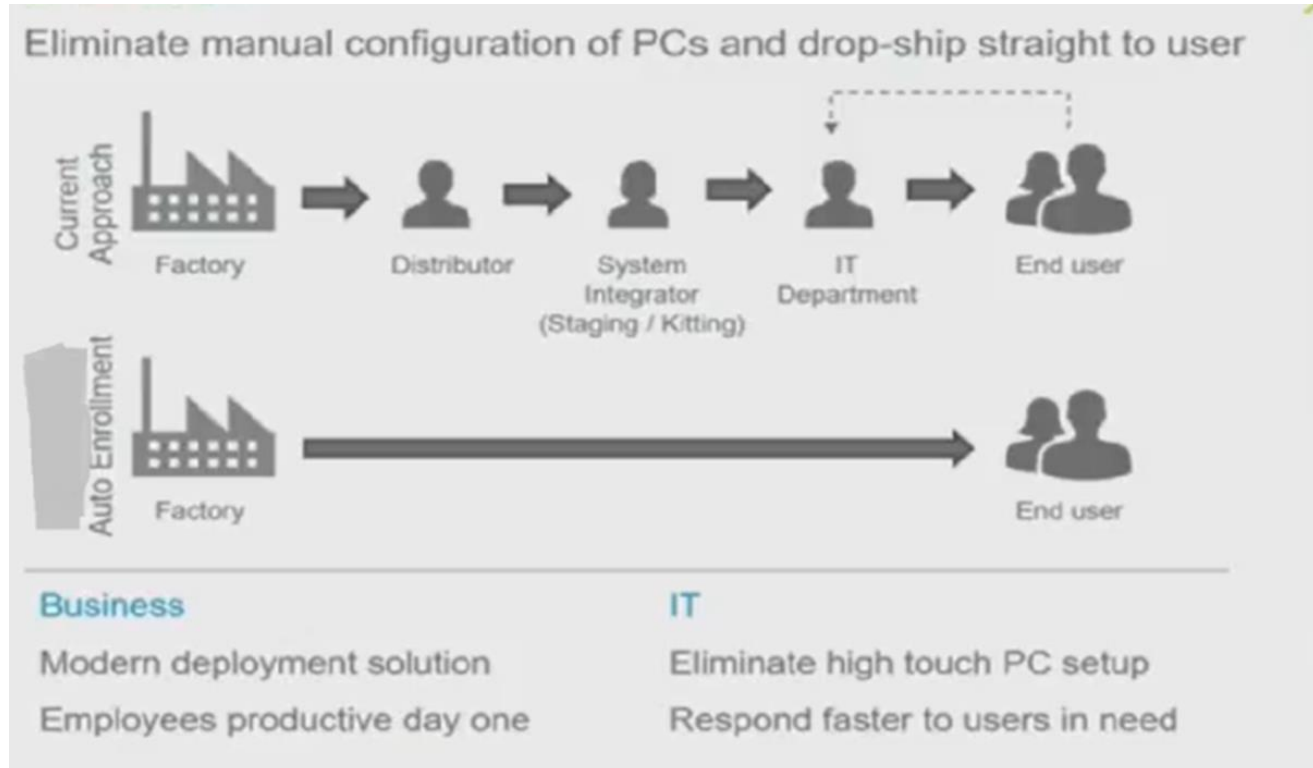 Eliminate manual configuration of PCs and drop-ship straight to user
Current
Approach
Factory
Distributor
System
Integrator
(Staging / Kitting)
IT
Department
End user
Auto Enrollment
Factory
End user
Business
Modern deployment solution
Employees productive day one
IT
Eliminate high touch PC setup
Respond faster to users in need